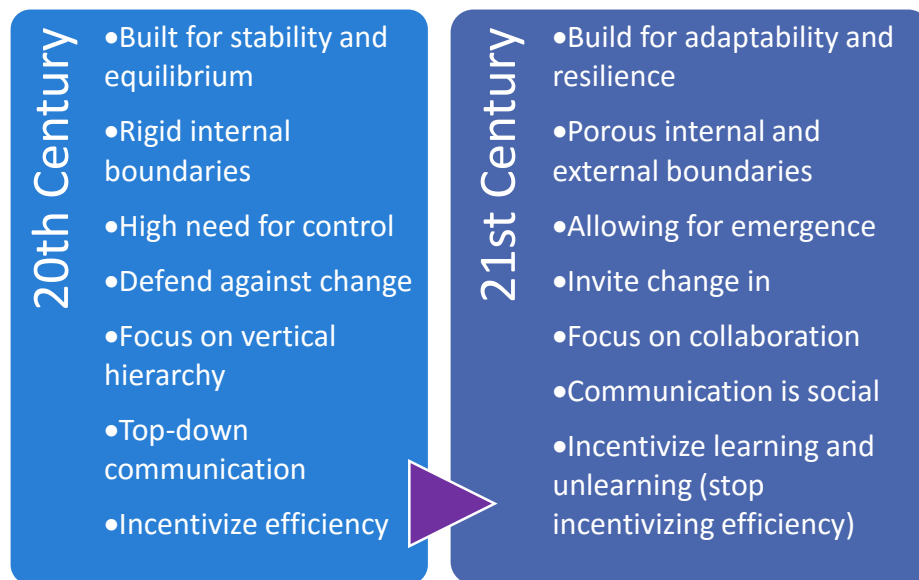 20th Century
•Built for stability and
equilibrium
•Rigid internal
boundaries
•High need for control
•Defend against change
•Focus on vertical
hierarchy
•Top-down
communication
•Incentivize efficiency
21st Century
•Build for adaptability and
resilience
•Porous internal and
external boundaries
•Allowing for emergence
•Invite change in
•Focus on collaboration
•Communication is social
•Incentivize learning and
unlearning (stop
incentivizing efficiency)